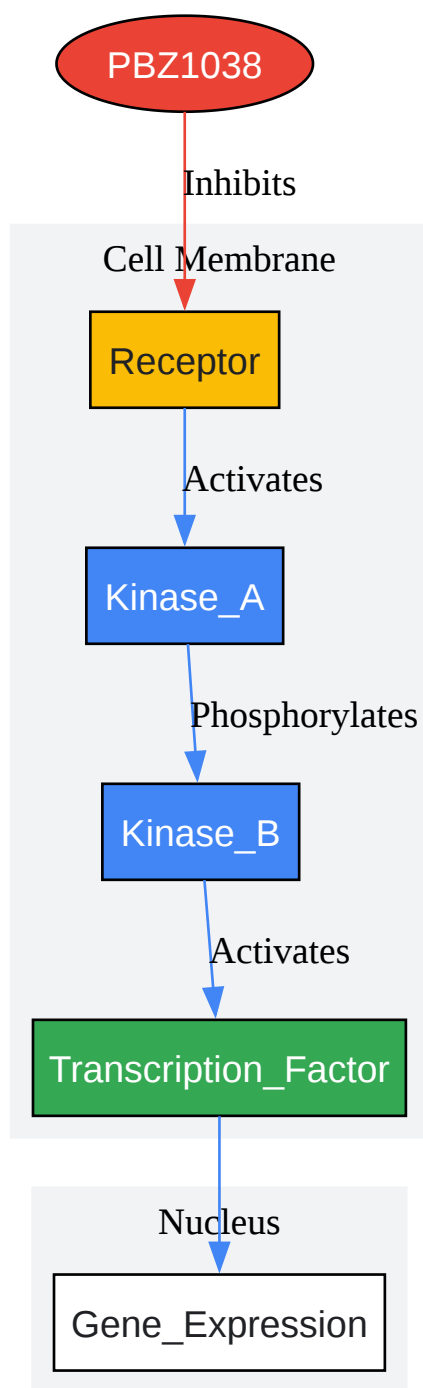 PBZ1038
Inhibits
Cell Membrane
Receptor
Activates
Kinase_A
Phosphorylates
Kinase_B
Activates
Transcription_Factor
Nucleus
Gene_Expression